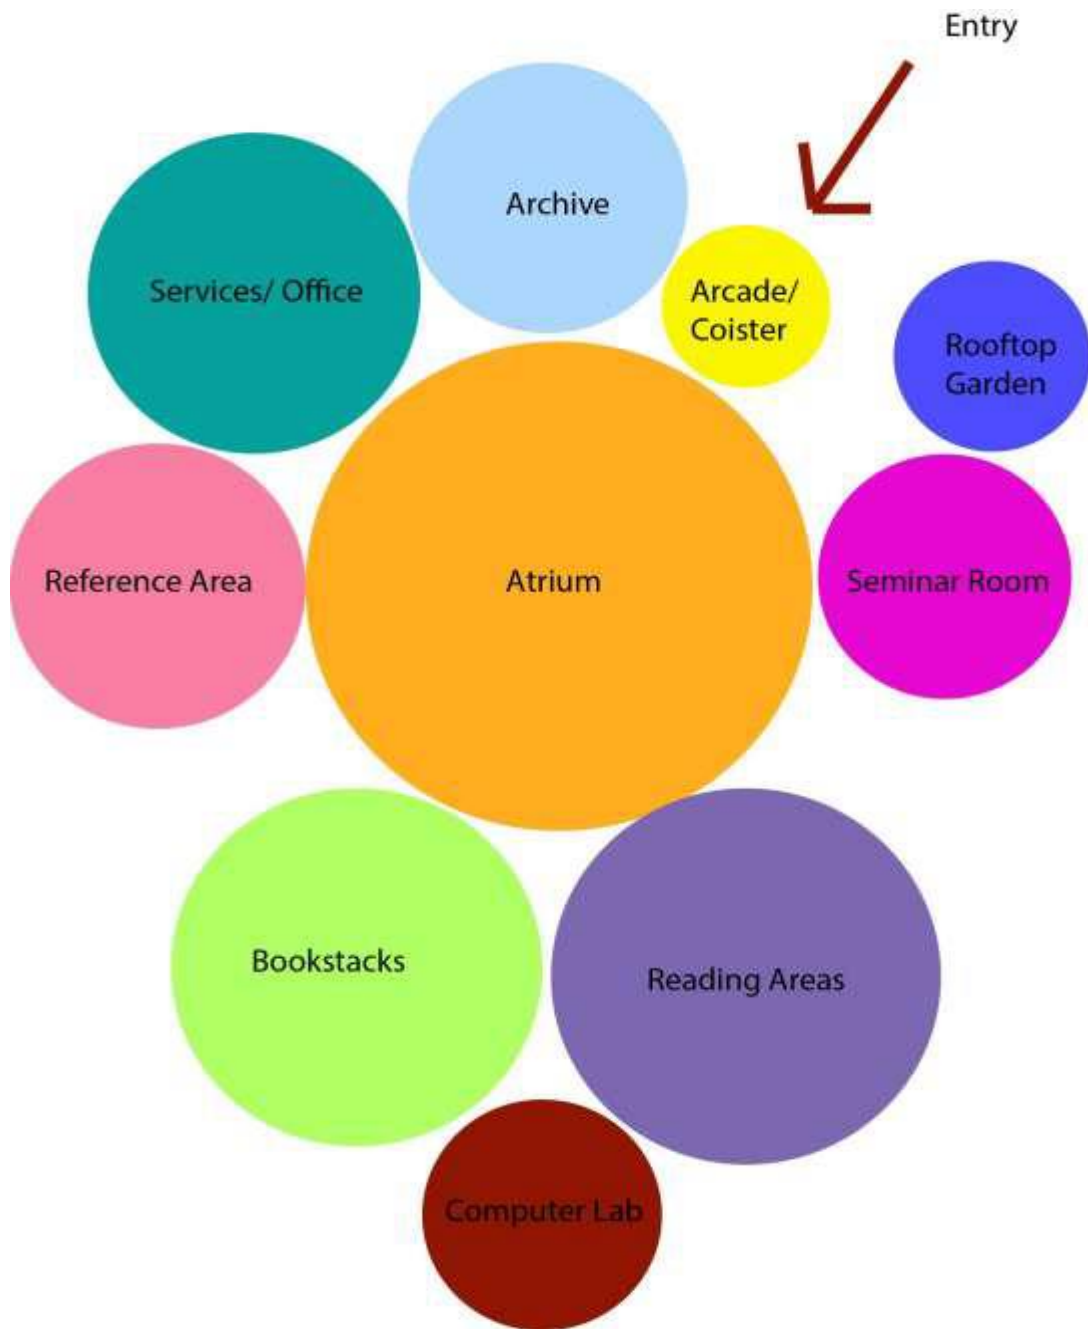 Entry
Archive
Services/ Office
Arcade/
Coister
Rooftop
Garden
Reference Area
Atrium
Seminar Room
Bookstacks
Reading Areas
Computer Lab